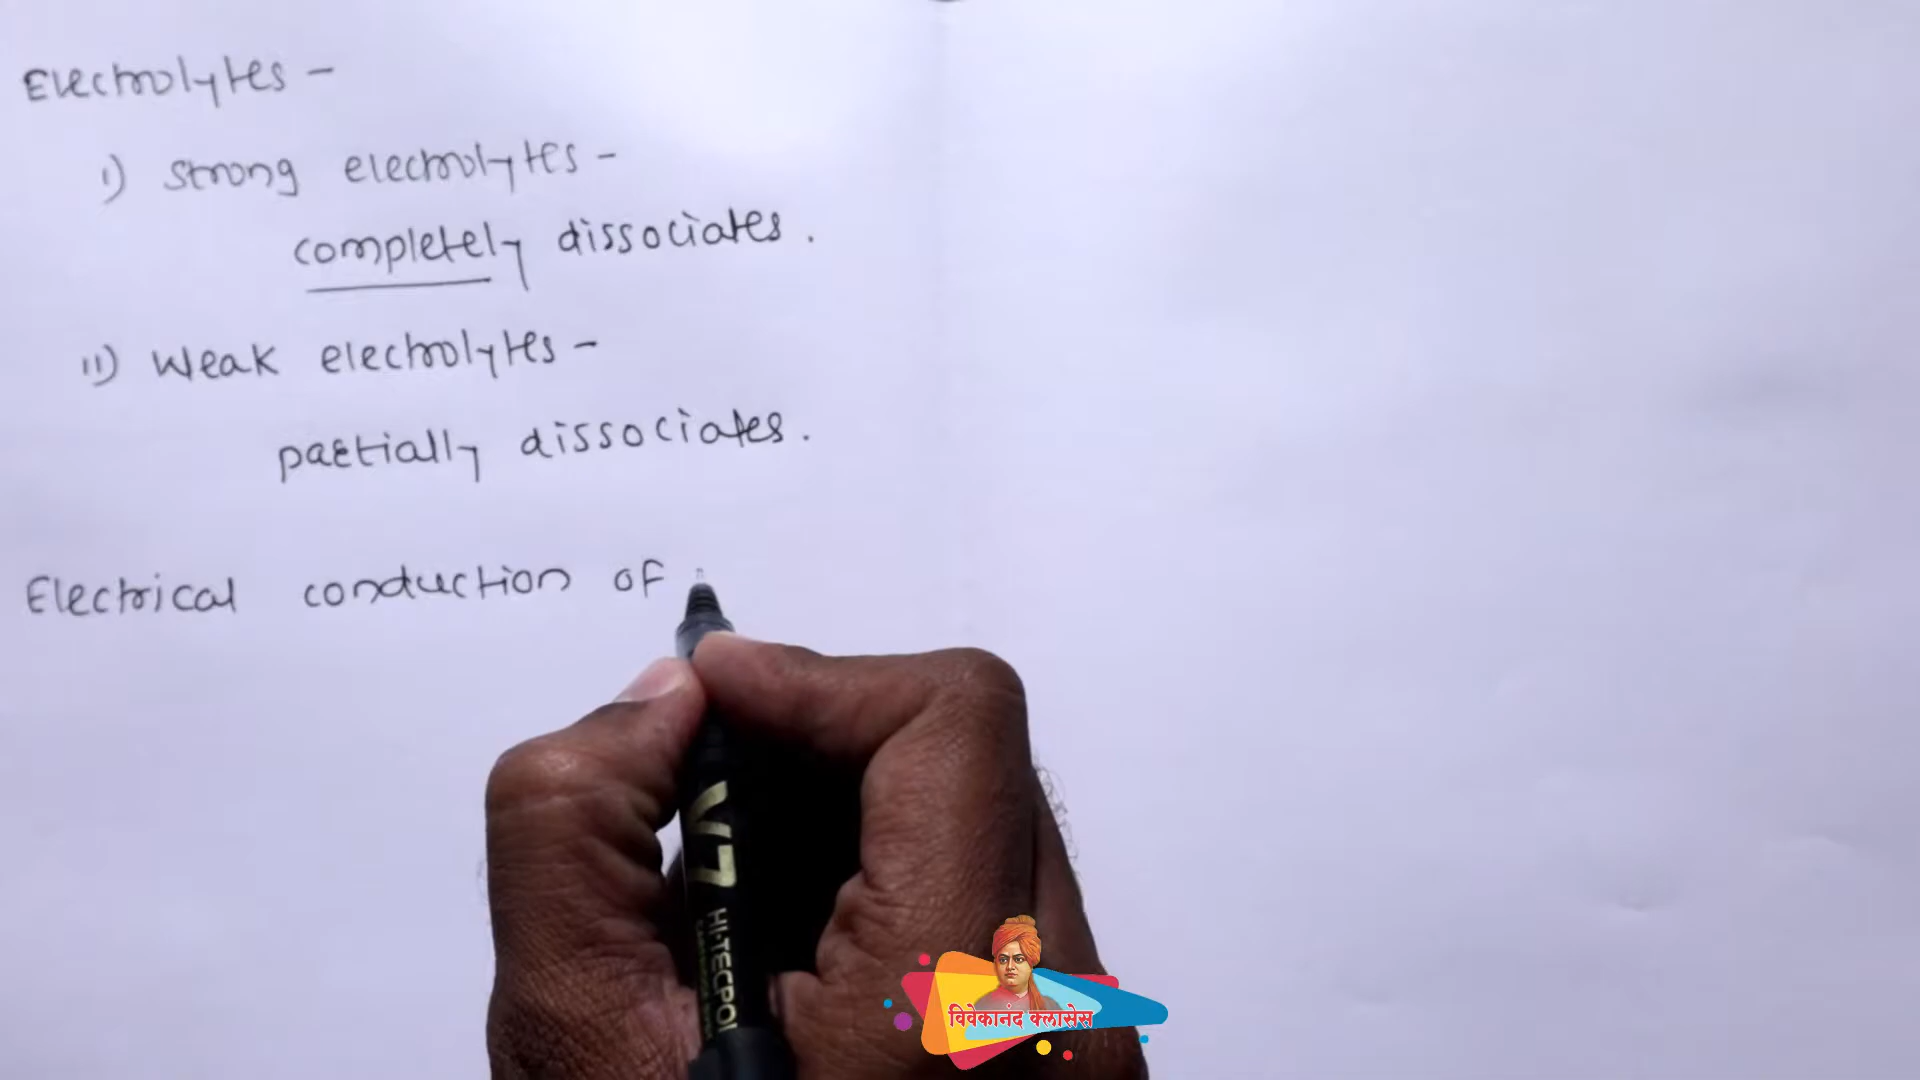 Electrolytes -
i) strong electrolytes -
completely dissociates.
ii) Weak electrolytes -
partially dissociates.
Electrical conduction of
V7
HI-TECPOI
विवेकानंद क्लासेस